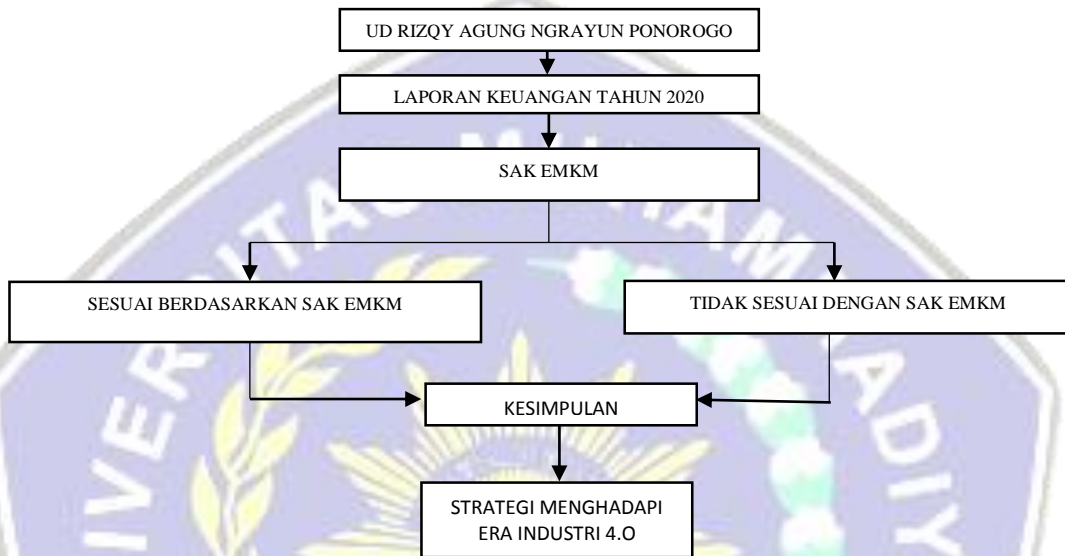 UD RIZQY AGUNG NGRAYUN PONOROGO
LAPORAN KEUANGAN TAHUN 2020
SAK EMKM
SESUAI BERDASARKAN SAK EMKM
TIDAK SESUAI DENGAN SAK EMKM
KESIMPULAN
STRATEGI MENGHADAPI
ERA INDUSTRI 4.O